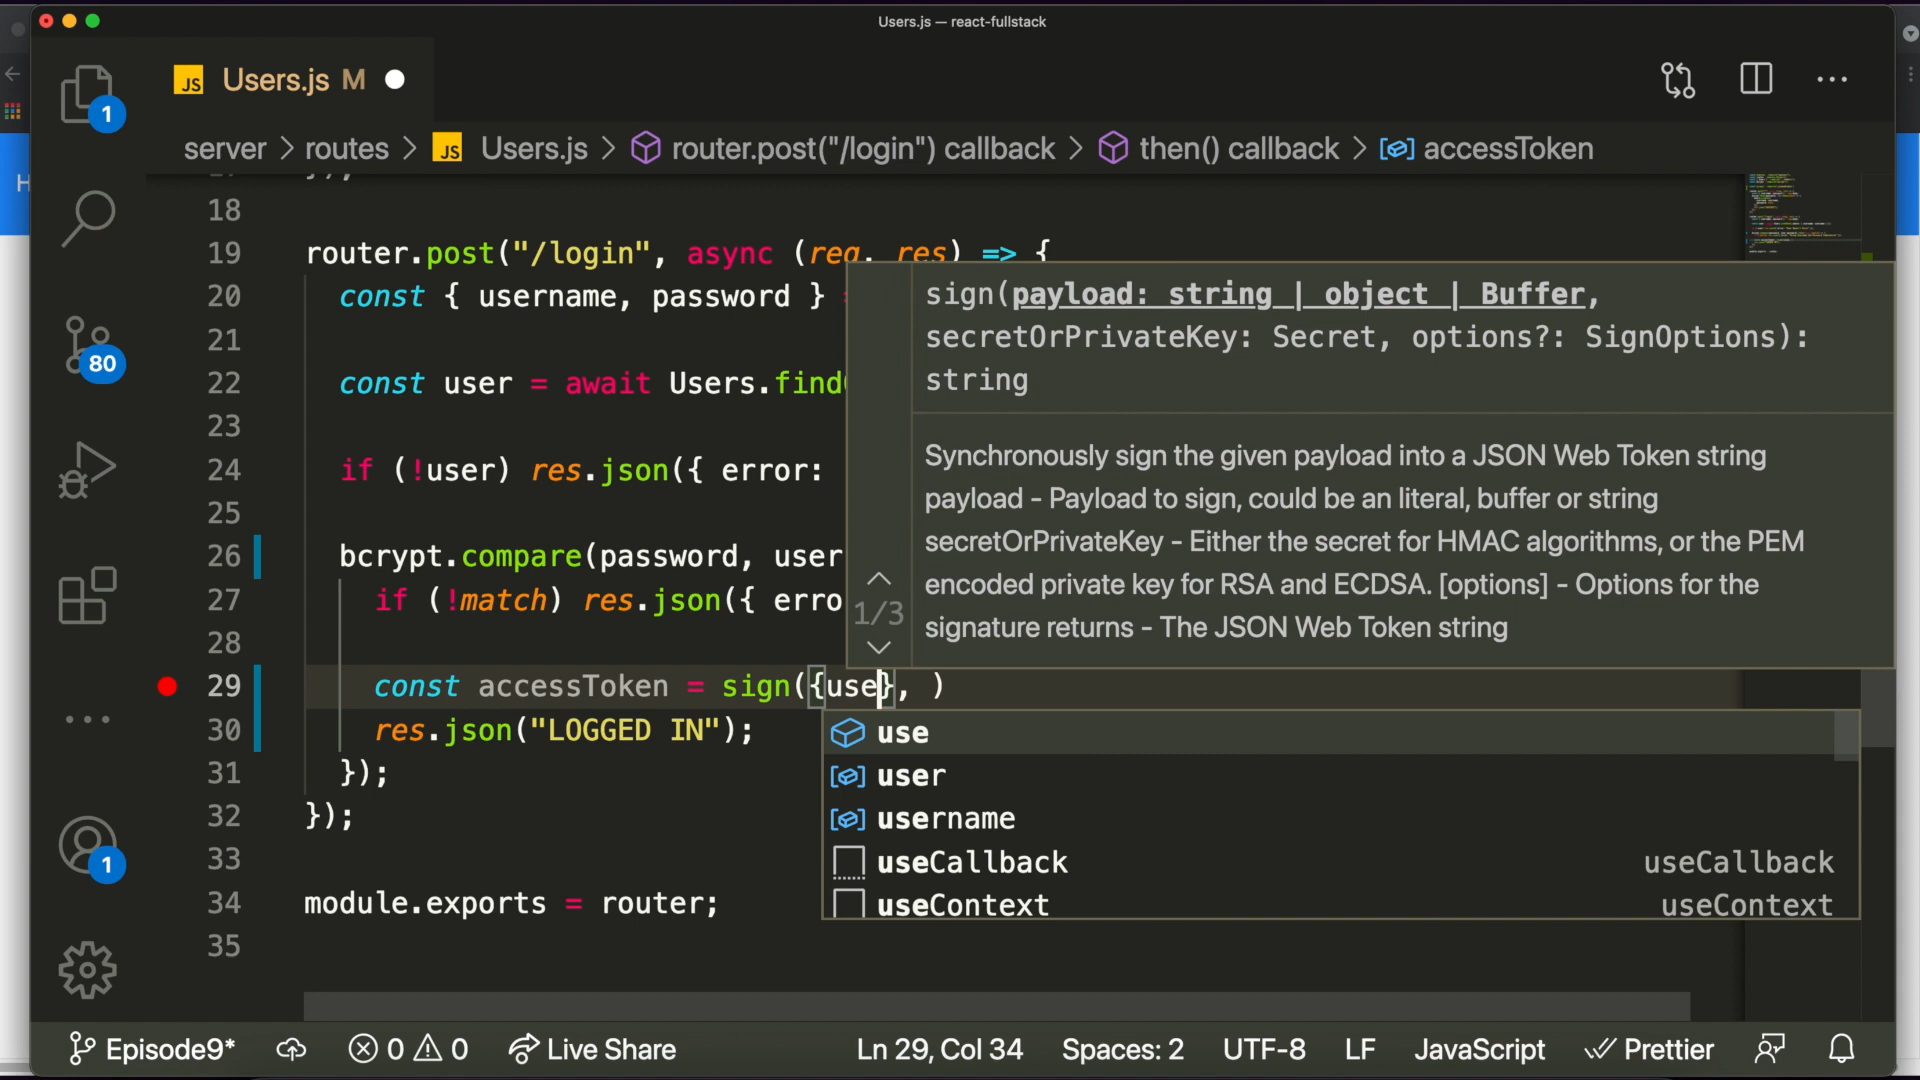 Users.js — react-fullstack
JS Users.js M
1
server > routes > JS Users.js > router.post("/login") callback > then() callback > accessToken
18
19 router.post("/login", async (req, res) => {
20 const { username, password } =
21
22 const user = await Users.find
23
24 if (!user) res.json({ error:
25
26 bcrypt.compare(password, user
27 if (!match) res.json({ erro
28
29 const accessToken = sign({use}, )
30 res.json("LOGGED IN");
31 });
32 });
33
34 module.exports = router;
35
sign(payload: string | object | Buffer,
secretOrPrivateKey: Secret, options?: SignOptions):
string
Synchronously sign the given payload into a JSON Web Token string
payload - Payload to sign, could be an literal, buffer or string
secretOrPrivateKey - Either the secret for HMAC algorithms, or the PEM
encoded private key for RSA and ECDSA. [options] - Options for the
signature returns - The JSON Web Token string
1/3
use
user
username
useCallback useCallback
useContext useContext
80
1
H
Episode9* 0 0 Live Share Ln 29, Col 34 Spaces: 2 UTF-8 LF JavaScript Prettier